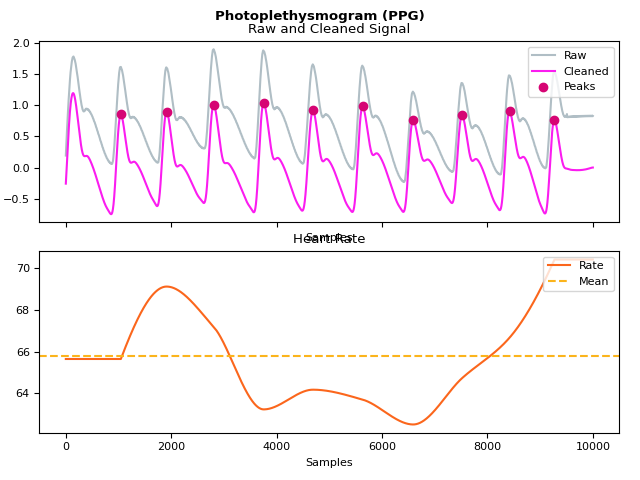 Photoplethysmogram (PPG)
Raw and Cleaned Signal
2.0
1.5
1.0
0.5
0.0
−0.5
Raw
Cleaned
Peaks
Samples
Heart Rate
70
68
66
64
Rate
Mean
0 2000 4000 6000 8000 10000
Samples